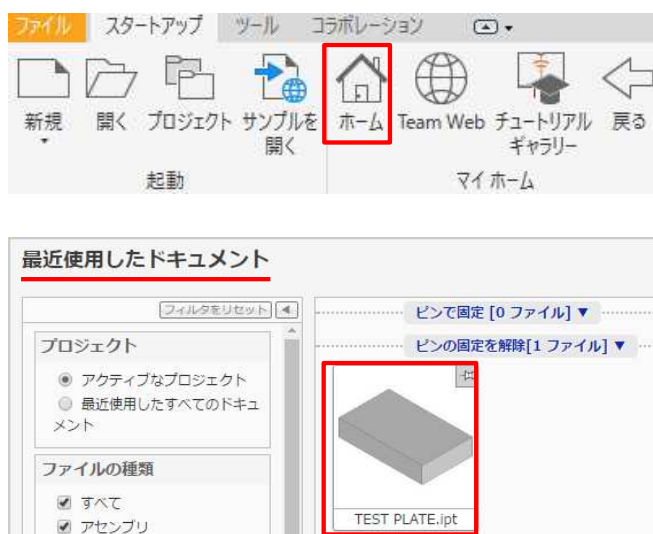 ファイル スタートアップ ツール コラボレーション
新規 開く プロジェクト サンプルを ホーム Team Web チュートリアル 戻る
開く ギャラリー
起動 マイ ホーム
最近使用したドキュメント
フィルタをリセット
ピンで固定 [0 ファイル] ▼
プロジェクト
ピンの固定を解除[1 ファイル] ▼
アクティブなプロジェクト
最近使用したすべてのドキュ
メント
ファイルの種類
すべて
TEST PLATE.ipt
アセンブリ